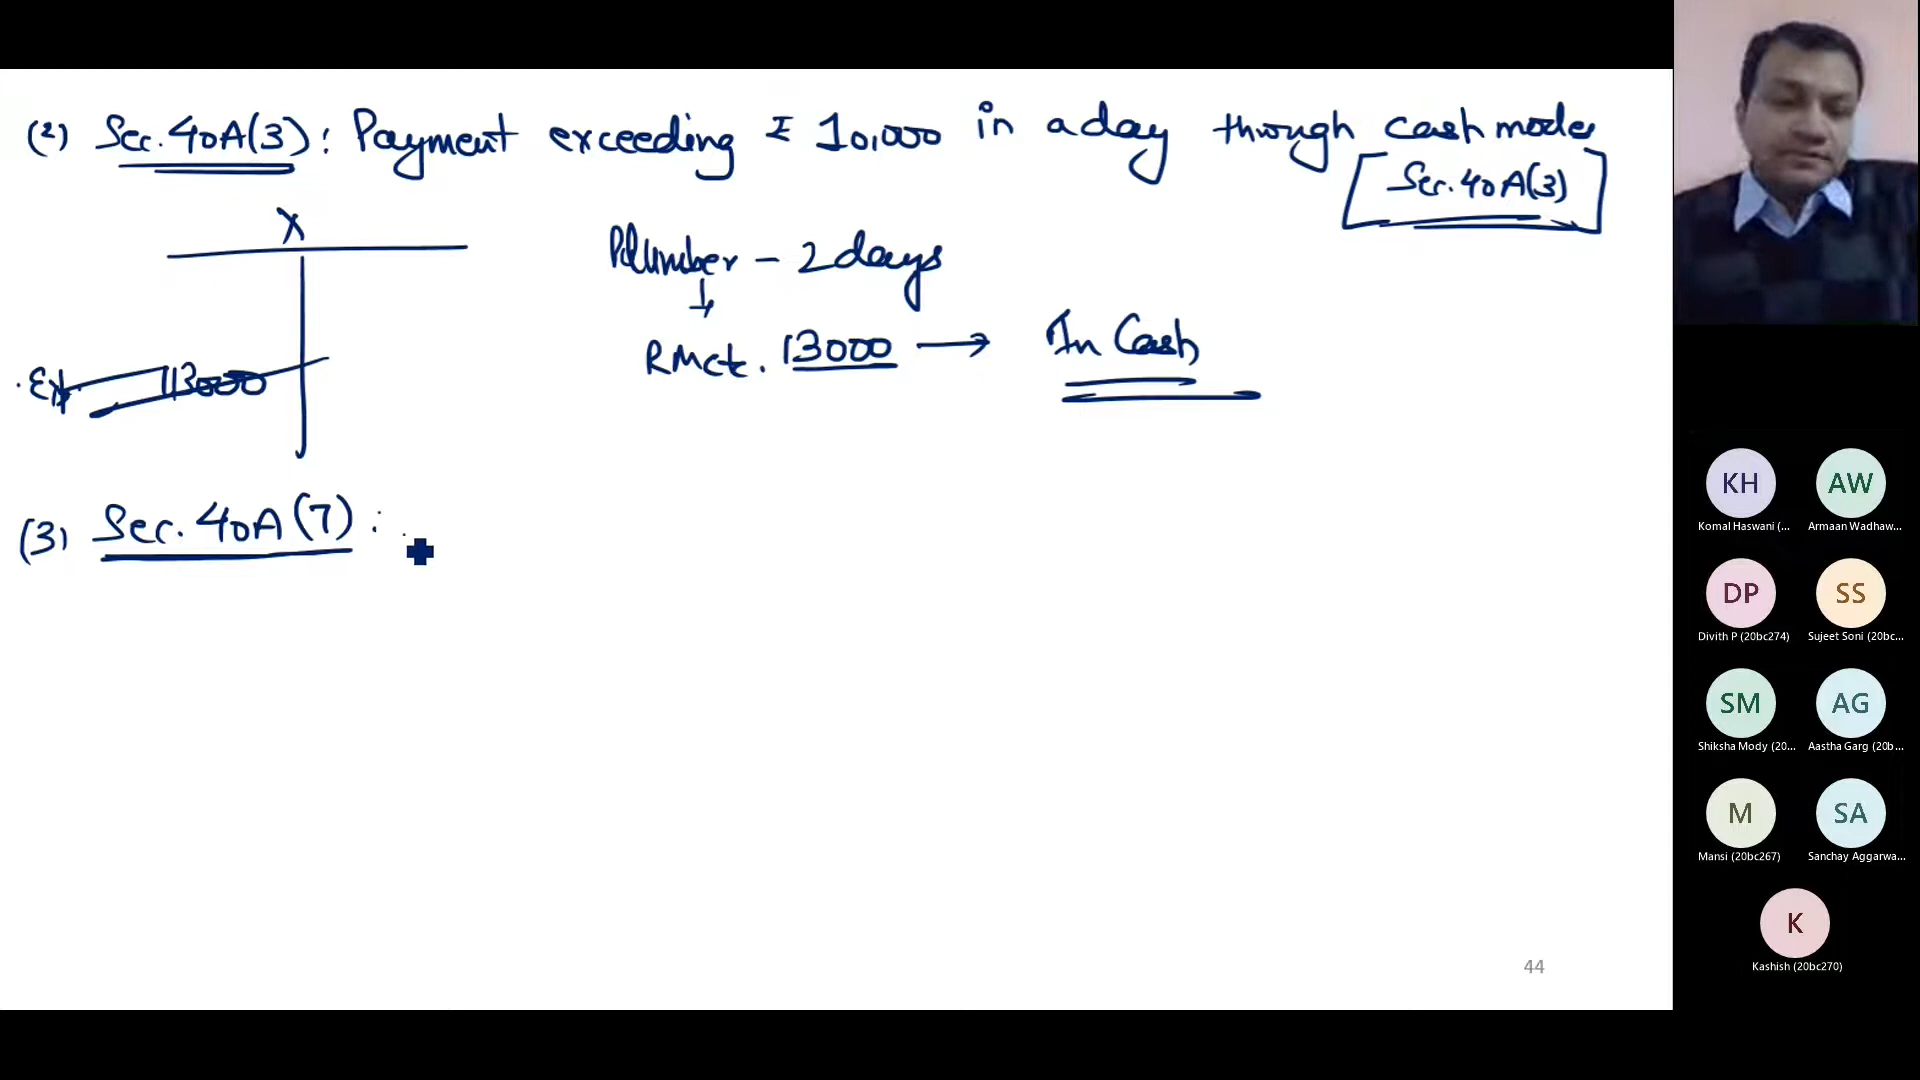 (2) Sec. 40A(3): Payment exceeding ₹ 10,000 in a day through cash mode
[Sec. 40A(3)]
X
Plumber - 2 days
RMct. 13000 → In Cash
Exp 13000
(3) Sec. 40A(7):
44
KH
Komal Haswani (...
AW
Armaan Wadhaw...
DP
Divith P (20bc274)
SS
Sujeet Soni (20bc...
SM
Shiksha Mody (20...
AG
Aastha Garg (20b...
M
Mansi (20bc267)
SA
Sanchay Aggarwa...
K
Kashish (20bc270)